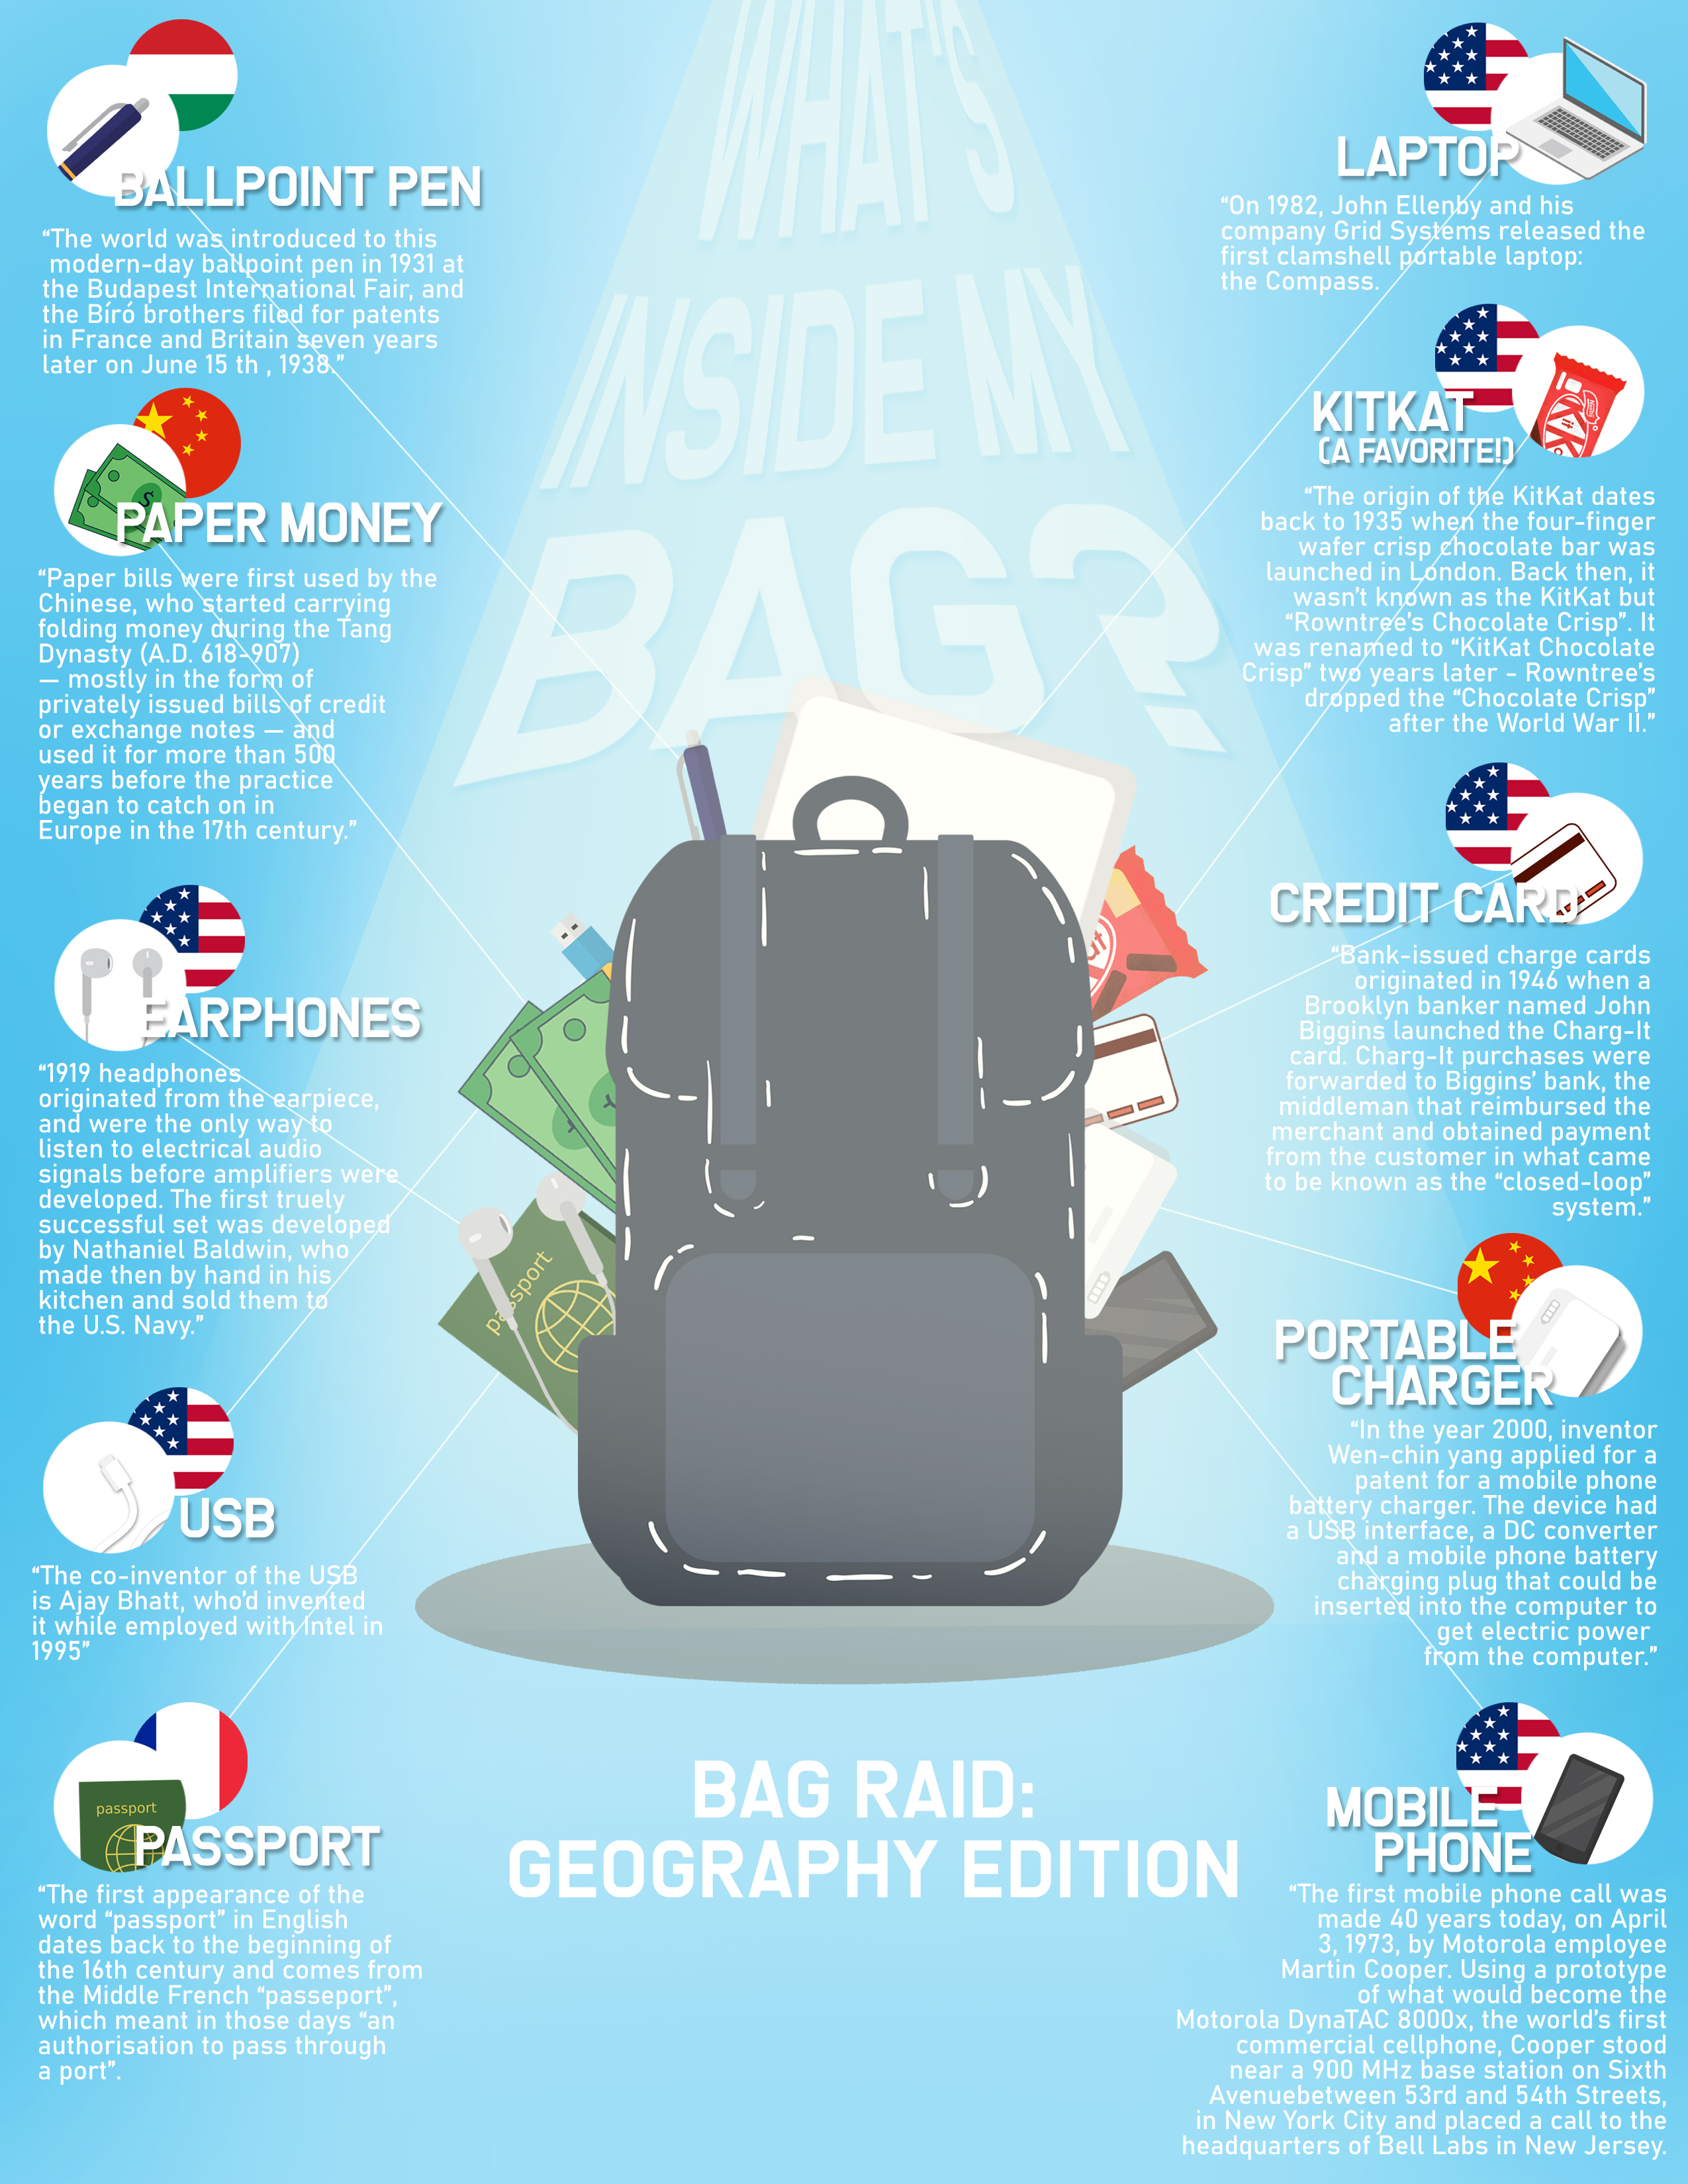 WHAT'S
INSIDE MY
BAG?
BALLPOINT PEN
“The world was introduced to this
modern-day ballpoint pen in 1931 at
the Budapest International Fair, and
the Bíró brothers filed for patents
in France and Britain seven years
later on June 15 th , 1938.”
PAPER MONEY
“Paper bills were first used by the
Chinese, who started carrying
folding money during the Tang
Dynasty (A.D. 618-907)
— mostly in the form of
privately issued bills of credit
or exchange notes — and
used it for more than 500
years before the practice
began to catch on in
Europe in the 17th century.”
EARPHONES
“1919 headphones
originated from the earpiece,
and were the only way to
listen to electrical audio
signals before amplifiers were
developed. The first truely
successful set was developed
by Nathaniel Baldwin, who
made then by hand in his
kitchen and sold them to
the U.S. Navy.”
USB
“The co-inventor of the USB
is Ajay Bhatt, who'd invented
it while employed with Intel in
1995”
passport
PASSPORT
“The first appearance of the
word “passport” in English
dates back to the beginning of
the 16th century and comes from
the Middle French “passeport”,
which meant in those days “an
authorisation to pass through
a port”.
passport
BAG RAID:
GEOGRAPHY EDITION
LAPTOP
“On 1982, John Ellenby and his
company Grid Systems released the
first clamshell portable laptop:
the Compass.
KITKAT
(A FAVORITE!)
“The origin of the KitKat dates
back to 1935 when the four-finger
wafer crisp chocolate bar was
launched in London. Back then, it
wasn't known as the KitKat but
“Rowntree's Chocolate Crisp”. It
was renamed to “KitKat Chocolate
Crisp” two years later - Rowntree's
dropped the “Chocolate Crisp”
after the World War II.”
CREDIT CARD
“Bank-issued charge cards
originated in 1946 when a
Brooklyn banker named John
Biggins launched the Charg-It
card. Charg-It purchases were
forwarded to Biggins' bank, the
middleman that reimbursed the
merchant and obtained payment
from the customer in what came
to be known as the “closed-loop”
system.”
PORTABLE
CHARGER
“In the year 2000, inventor
Wen-chin yang applied for a
patent for a mobile phone
battery charger. The device had
a USB interface, a DC converter
and a mobile phone battery
charging plug that could be
inserted into the computer to
get electric power
from the computer.”
MOBILE
PHONE
“The first mobile phone call was
made 40 years today, on April
3, 1973, by Motorola employee
Martin Cooper. Using a prototype
of what would become the
Motorola DynaTAC 8000x, the world's first
commercial cellphone, Cooper stood
near a 900 MHz base station on Sixth
Avenuebetween 53rd and 54th Streets,
in New York City and placed a call to the
headquarters of Bell Labs in New Jersey.